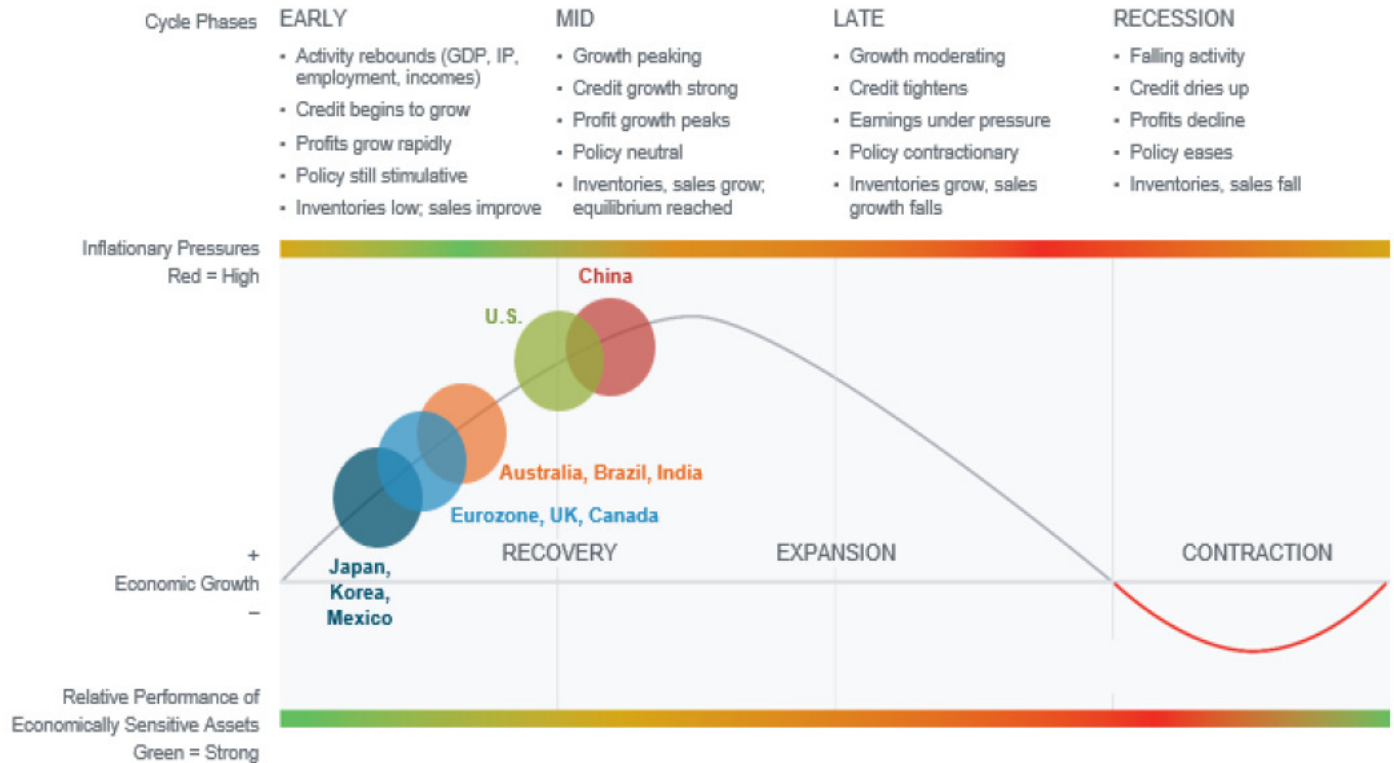 Cycle Phases
EARLY
▪ Activity rebounds (GDP, IP,
employment, incomes)
▪ Credit begins to grow
▪ Profits grow rapidly
▪ Policy still stimulative
▪ Inventories low; sales improve
MID
▪ Growth peaking
▪ Credit growth strong
▪ Profit growth peaks
▪ Policy neutral
▪ Inventories, sales grow;
equilibrium reached
LATE
▪ Growth moderating
▪ Credit tightens
▪ Earnings under pressure
▪ Policy contractionary
▪ Inventories grow, sales
growth falls
RECESSION
▪ Falling activity
▪ Credit dries up
▪ Profits decline
▪ Policy eases
▪ Inventories, sales fall
Inflationary Pressures
Red = High
China
U.S.
Australia, Brazil, India
Eurozone, UK, Canada
Japan,
Korea,
Mexico
RECOVERY
EXPANSION
CONTRACTION
+
Economic Growth
–
Relative Performance of
Economically Sensitive Assets
Green = Strong